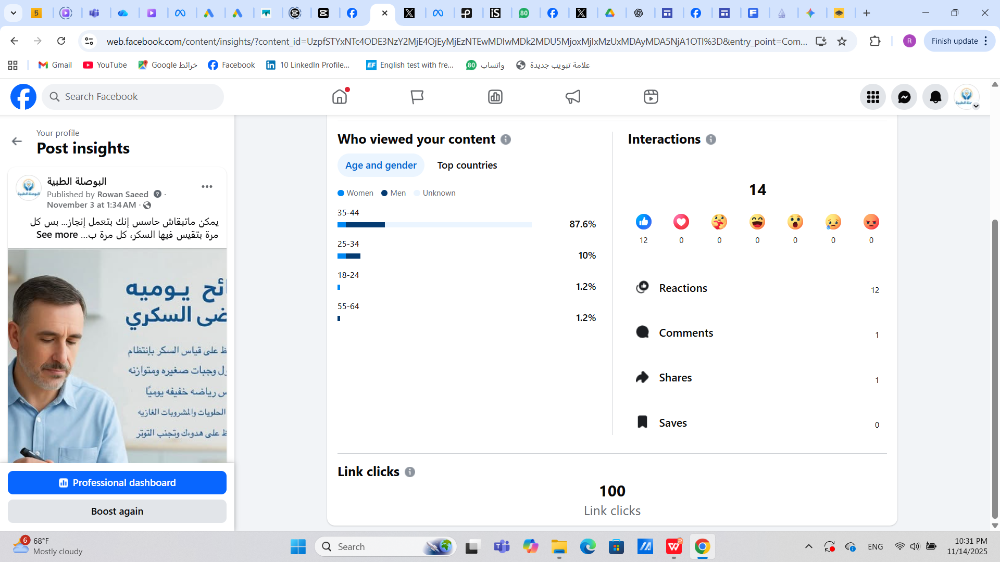 web.facebook.com/content/insights/?content_id=UzpfSTYxNTc4ODE3NzY2MjE4OjEyMjEzNTEwMDIwMDk2MDU5MjoxMjIxMzUxMDAyMDA5NjA1OTI%3D&entry_point=Com...
Finish update
R
Gmail
YouTube
خرائط Google
Facebook
10 LinkedIn Profile...
English test with fre...
واتساب
علامة تبويب جديدة
Search Facebook
Your profile
Post insights
البوصلة الطبية
Published by Rowan Saeed ·
November 3 at 1:34 AM ·
يمكن ماتبقاش حاسس إنك بتعمل إنجاز... بس كل
مرة بتقيس فيها السكر، كل مرة ب... See more
ئح يوميه
ضى السكري
ظ على قياس السكر بإنتظام
ول وجبات صغيره ومتوازنه
س رياضه خفيفه يوميًا
الحلويات والمشروبات الغازيه
ظ على هدوءك وتجنب التوتر
Professional dashboard
Boost again
Who viewed your content
Age and gender
Top countries
Women Men Unknown
35-44
87.6%
25-34
10%
18-24
1.2%
55-64
1.2%
Interactions
14
12 0 0 0 0 0 0
Reactions 12
Comments 1
Shares 1
Saves 0
Link clicks
100
Link clicks
6
68°F
Mostly cloudy
Search
ENG
10:31 PM
11/14/2025